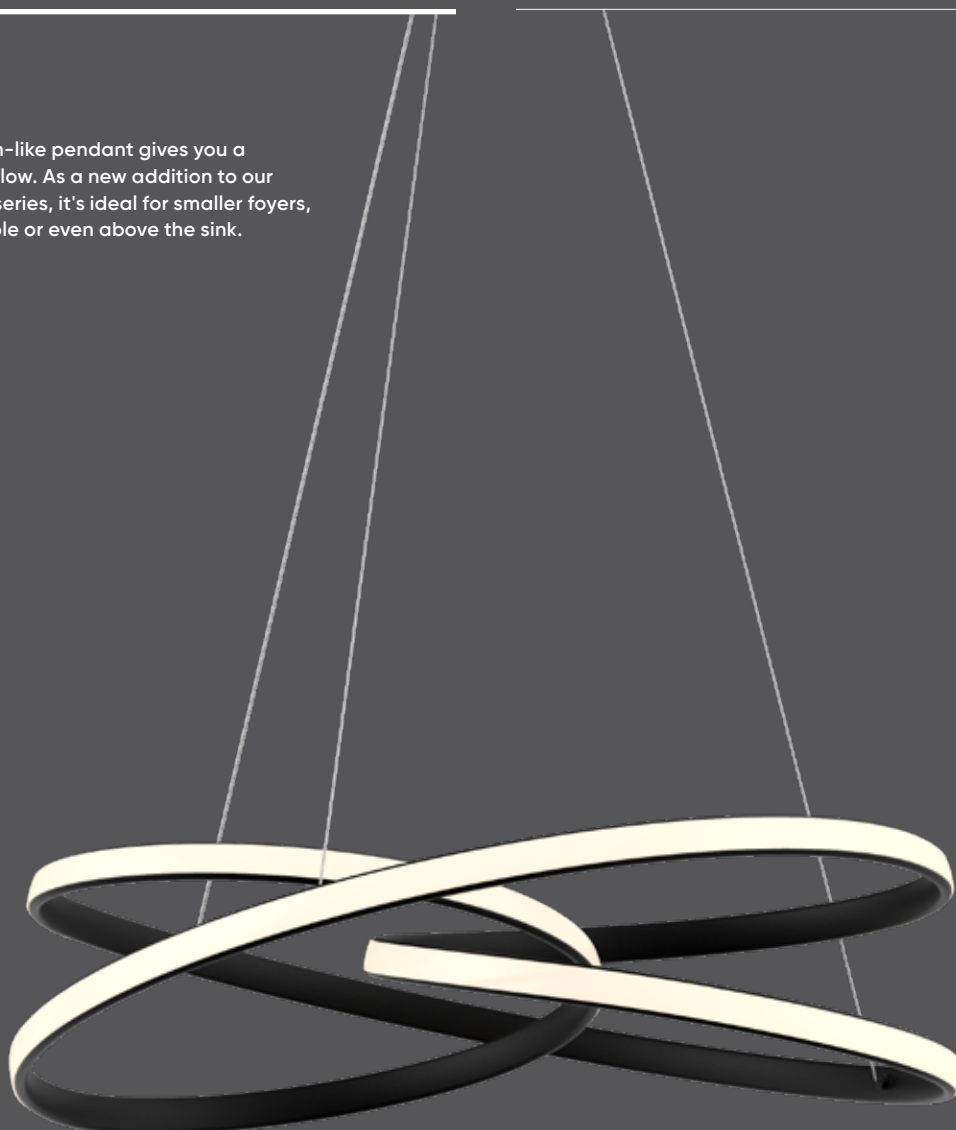 -like pendant gives you a
low. As a new addition to our
series, it's ideal for smaller foyers,
or even above the sink.